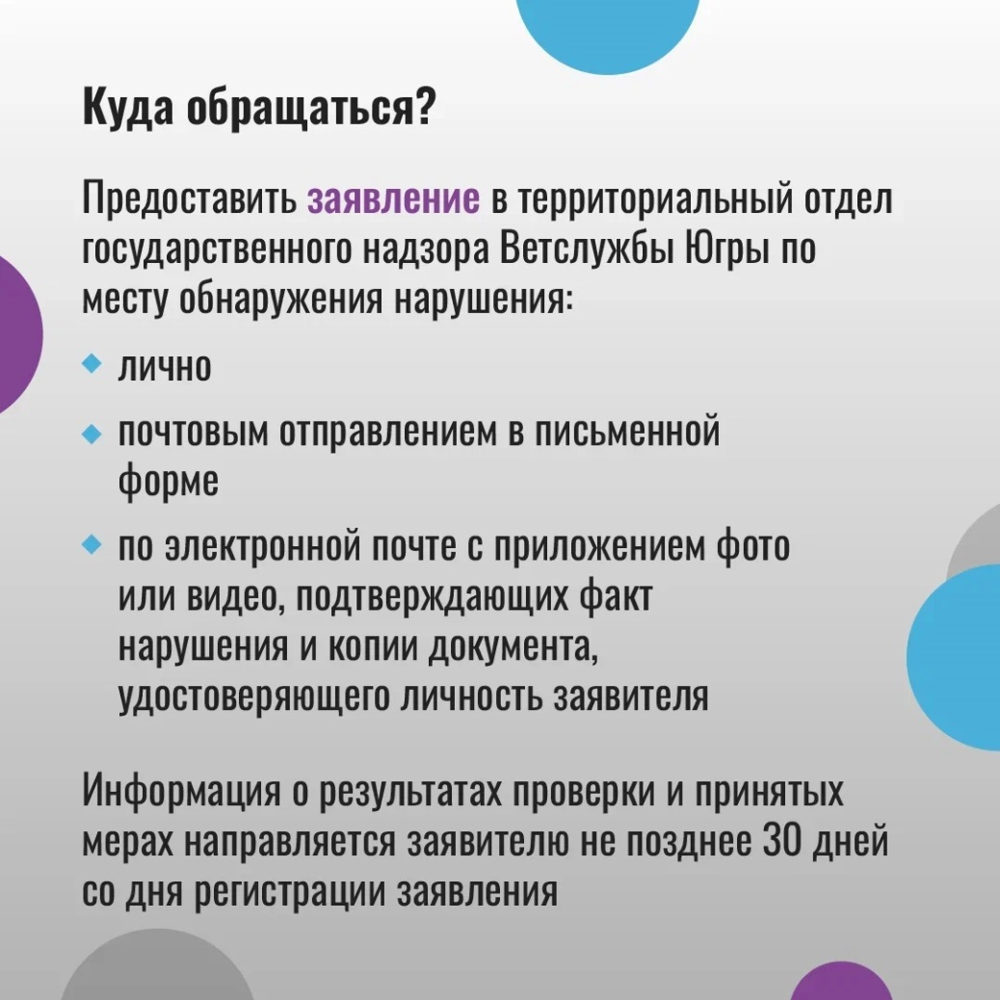 Куда обращаться?
Предоставить заявление в территориальный отдел
государственного надзора Ветслужбы Югры по
месту обнаружения нарушения:
лично
почтовым отправлением в письменной
форме
по электронной почте с приложением фото
или видео, подтверждающих факт
нарушения и копии документа,
удостоверяющего личность заявителя
Информация о результатах проверки и принятых
мерах направляется заявителю не позднее 30 дней
со дня регистрации заявления